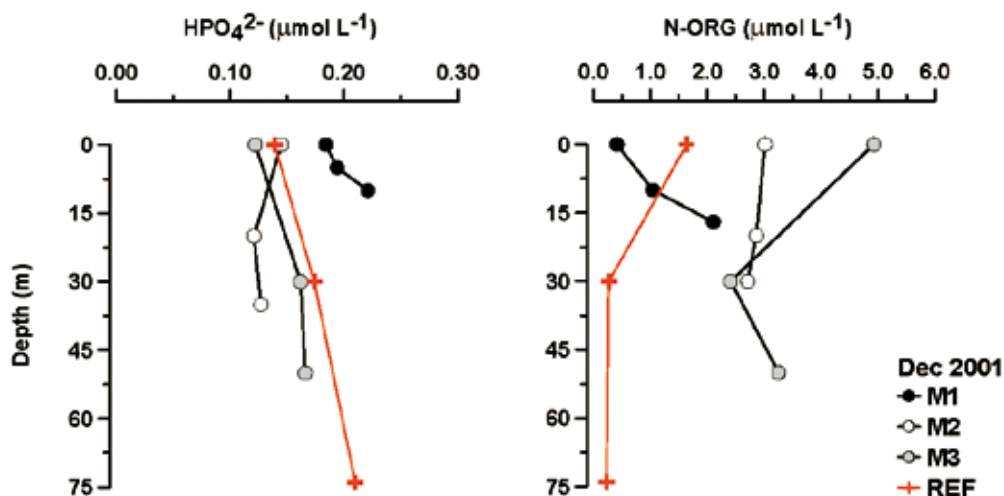 HPO₄²⁻ (μmol L⁻¹)
0.00 0.10 0.20 0.30
N-ORG (μmol L⁻¹)
0.0 1.0 2.0 3.0 4.0 5.0 6.0
Depth (m)
0
15
30
45
60
75
0
15
30
45
60
75
Dec 2001
M1
M2
M3
REF